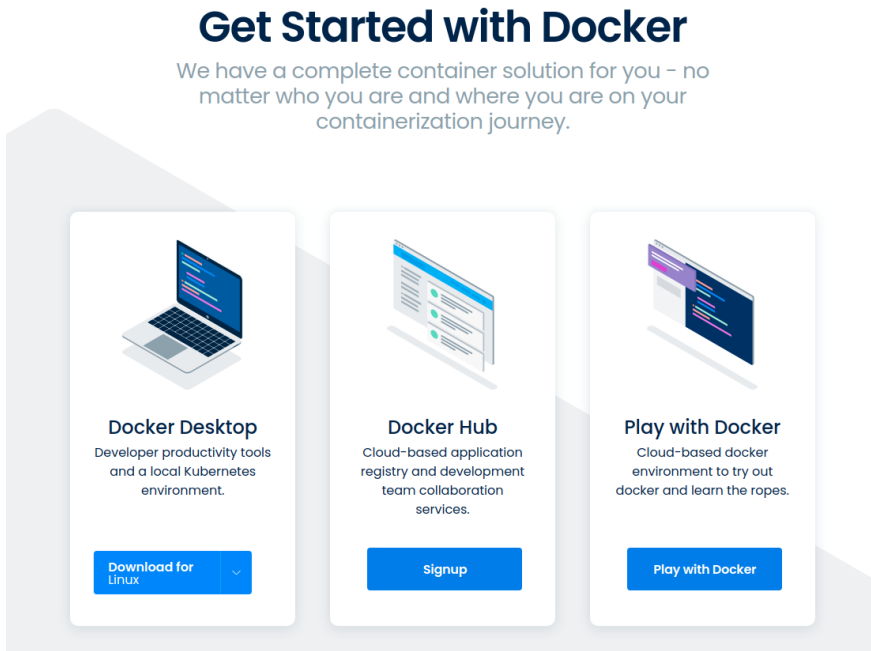 Get Started with Docker
We have a complete container solution for you - no
matter who you are and where you are on your
containerization journey.
Docker Desktop
Developer productivity tools
and a local Kubernetes
environment.
Download for
Linux
Docker Hub
Cloud-based application
registry and development
team collaboration
services.
Signup
Play with Docker
Cloud-based docker
environment to try out
docker and learn the ropes.
Play with Docker